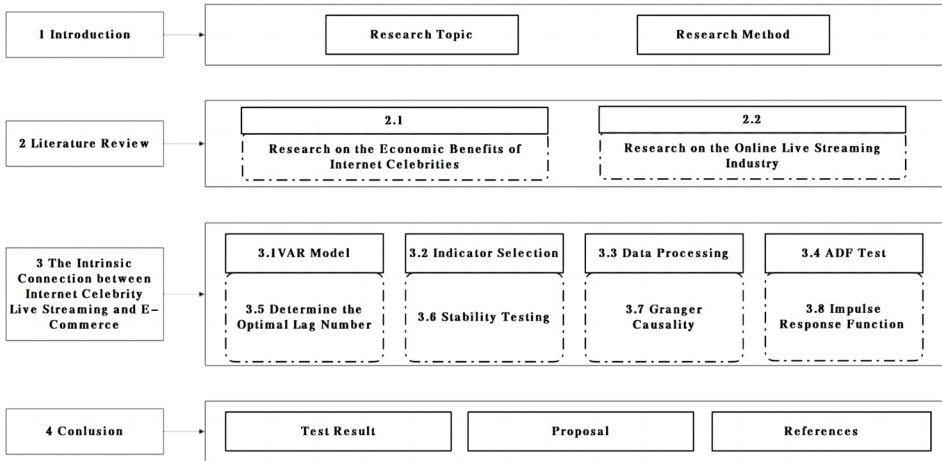 1 Introduction
Research Topic
Research Method
2 Literature Review
2.1
Research on the Economic Benefits of
Internet Celebrities
2.2
Research on the Online Live Streaming
Industry
3 The Intrinsic
Connection between
Internet Celebrity
Live Streaming and E-
Commerce
3.1VAR Model
3.2 Indicator Selection
3.3 Data Processing
3.4 ADF Test
3.5 Determine the
Optimal Lag Number
3.6 Stability Testing
3.7 Granger
Causality
3.8 Impulse
Response Function
4 Conlusion
Test Result
Proposal
References